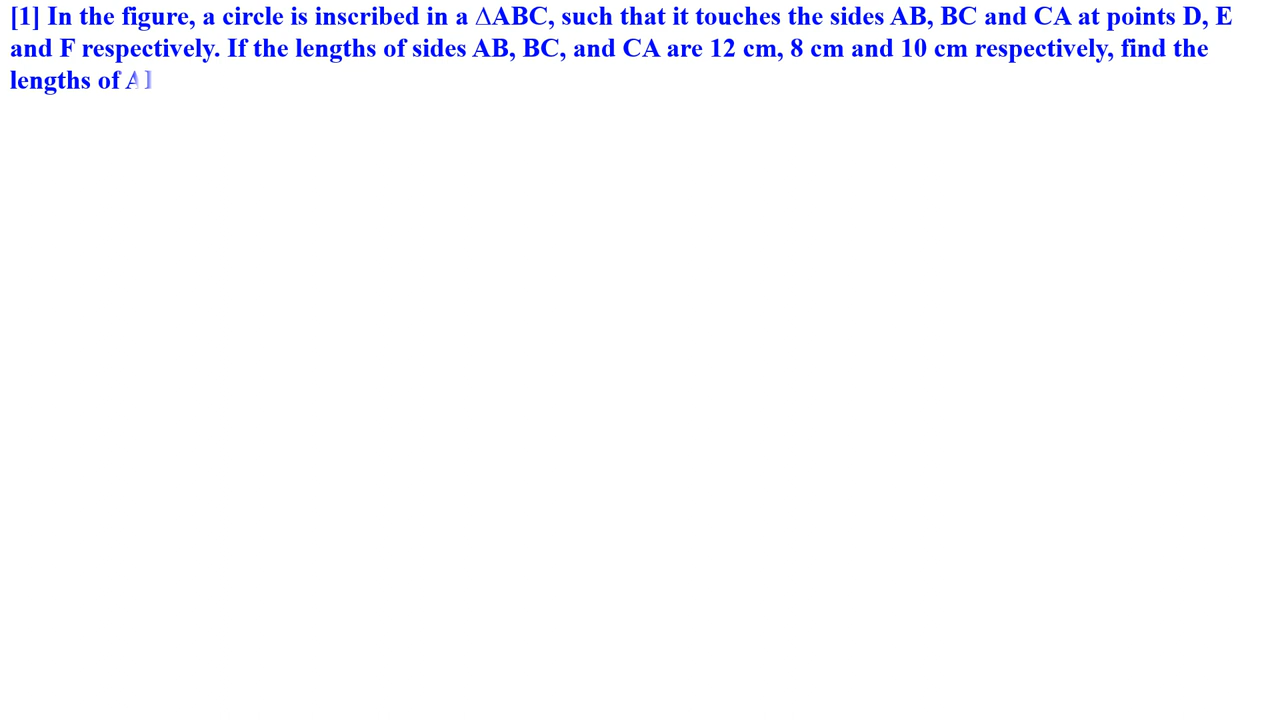 [1] In the figure, a circle is inscribed in a ∆ABC, such that it touches the sides AB, BC and CA at points D, E
and F respectively. If the lengths of sides AB, BC, and CA are 12 cm, 8 cm and 10 cm respectively, find the
lengths of